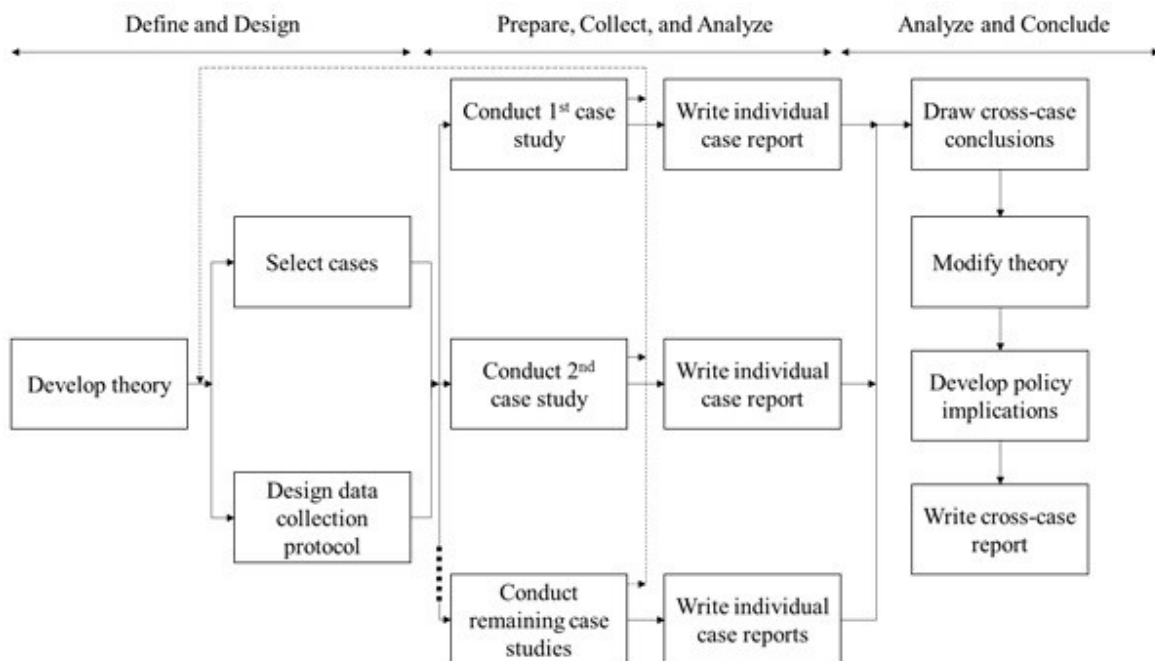 Define and Design
Prepare, Collect, and Analyze
Analyze and Conclude
Conduct 1st case
study
Write individual
case report
Draw cross-case
conclusions
Select cases
Modify theory
Develop theory
Conduct 2nd
case study
Write individual
case report
Develop policy
implications
Design data
collection
protocol
Write cross-case
report
Conduct
remaining case
studies
Write individual
case reports